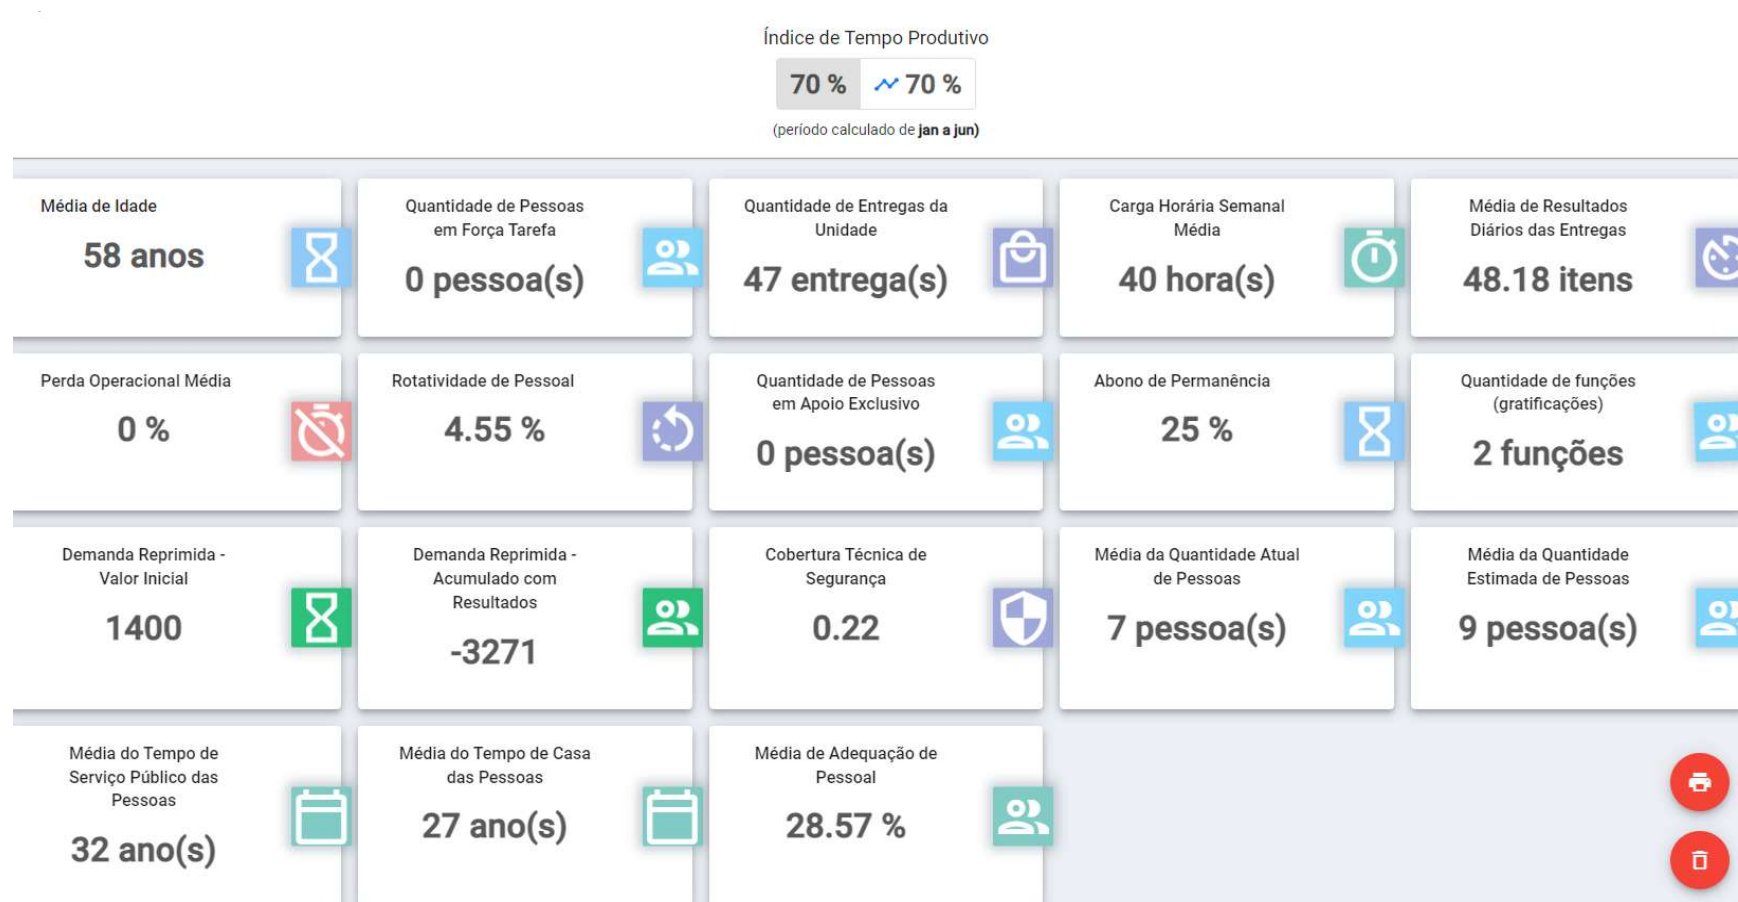 Índice de Tempo Produtivo
70 % 70 %
(período calculado de jan a jun)
Média de Idade
58 anos
Quantidade de Pessoas
em Força Tarefa
0 pessoa(s)
Quantidade de Entregas da
Unidade
47 entrega(s)
Carga Horária Semanal
Média
40 hora(s)
Média de Resultados
Diários das Entregas
48.18 itens
Perda Operacional Média
0 %
Rotatividade de Pessoal
4.55 %
Quantidade de Pessoas
em Apoio Exclusivo
0 pessoa(s)
Abono de Permanência
25 %
Quantidade de funções
(gratificações)
2 funções
Demanda Reprimida -
Valor Inicial
1400
Demanda Reprimida -
Acumulado com
Resultados
-3271
Cobertura Técnica de
Segurança
0.22
Média da Quantidade Atual
de Pessoas
7 pessoa(s)
Média da Quantidade
Estimada de Pessoas
9 pessoa(s)
Média do Tempo de
Serviço Público das
Pessoas
32 ano(s)
Média do Tempo de Casa
das Pessoas
27 ano(s)
Média de Adequação de
Pessoal
28.57 %